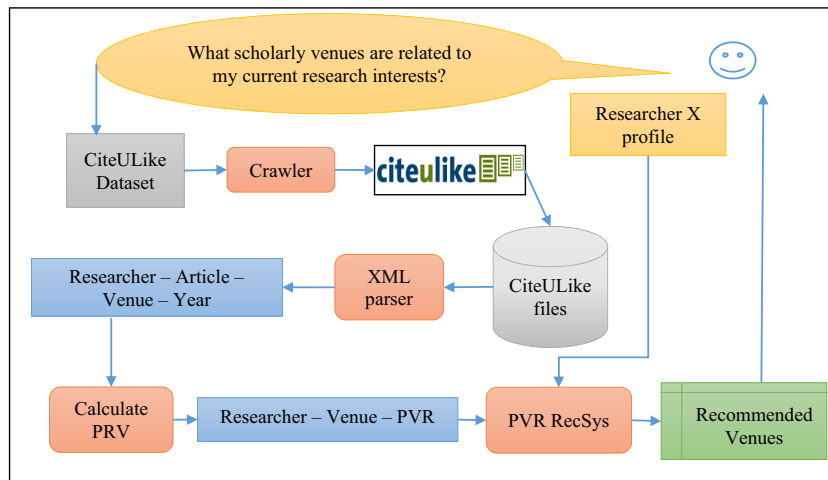 What scholarly venues are related to
my current research interests?
Researcher X
profile
CiteULike
Dataset
Crawler
citeulike
Researcher – Article –
Venue – Year
XML
parser
CiteULike
files
Calculate
PRV
Researcher – Venue – PVR
PVR RecSys
Recommended
Venues